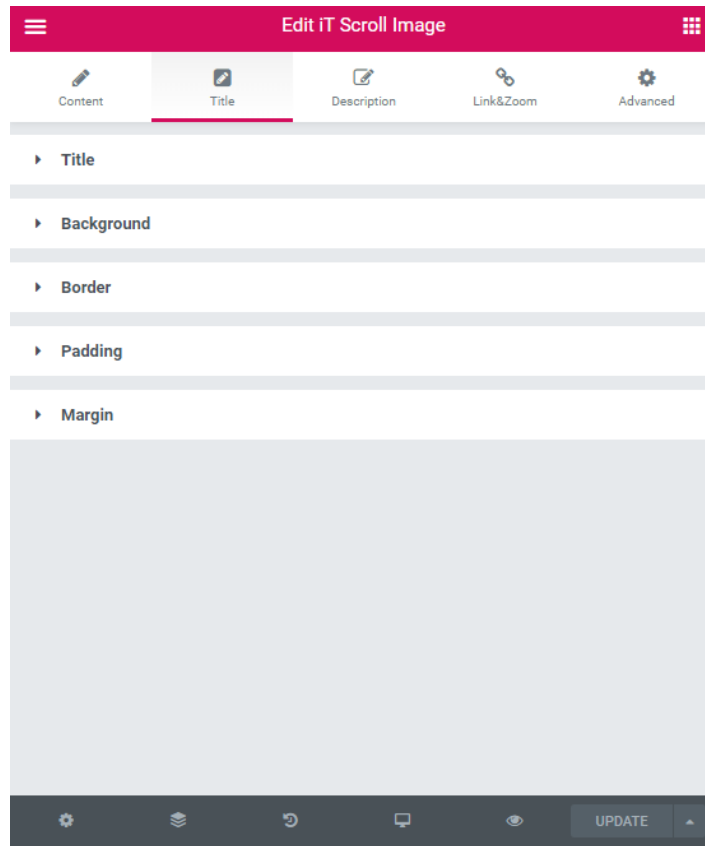 Edit iT Scroll Image
Content Title Description Link&Zoom Advanced
Title
Background
Border
Padding
Margin
UPDATE